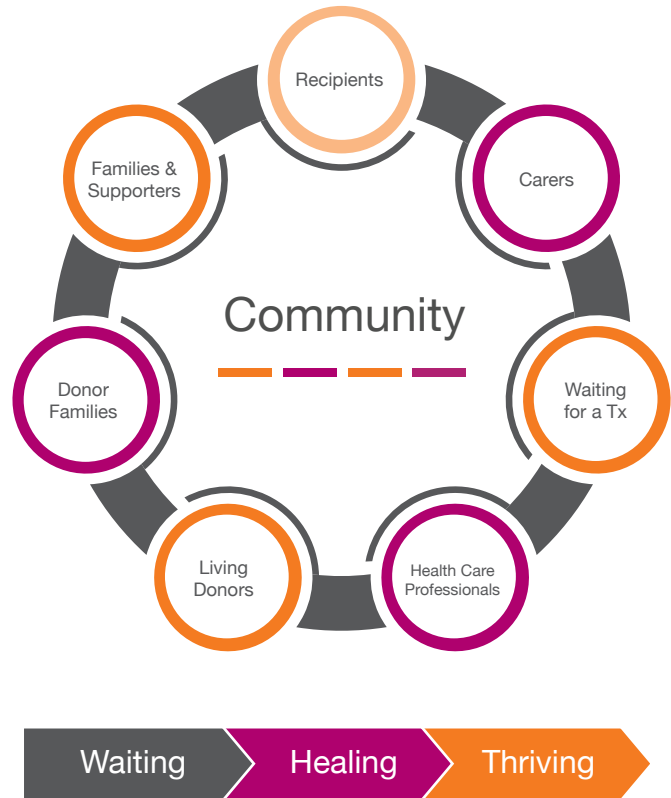 Recipients
Carers
Waiting
for a Tx
Health Care
Professionals
Living
Donors
Donor
Families
Families &
Supporters
Community
Waiting
Healing
Thriving